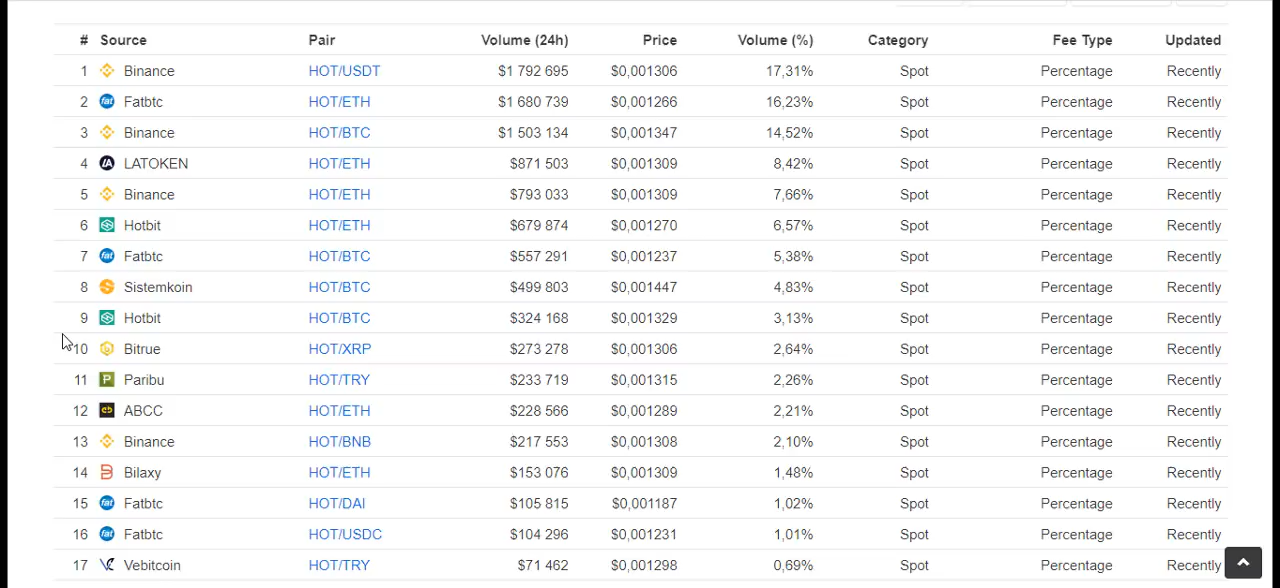 # Source Pair Volume (24h) Price Volume (%) Category Fee Type Updated
1 Binance HOT/USDT $1 792 695 $0,001306 17,31% Spot Percentage Recently
2 fat Fatbtc HOT/ETH $1 680 739 $0,001266 16,23% Spot Percentage Recently
3 Binance HOT/BTC $1 503 134 $0,001347 14,52% Spot Percentage Recently
4 LATOKEN HOT/ETH $871 503 $0,001309 8,42% Spot Percentage Recently
5 Binance HOT/ETH $793 033 $0,001309 7,66% Spot Percentage Recently
6 Hotbit HOT/ETH $679 874 $0,001270 6,57% Spot Percentage Recently
7 fat Fatbtc HOT/BTC $557 291 $0,001237 5,38% Spot Percentage Recently
8 Sistemkoin HOT/BTC $499 803 $0,001447 4,83% Spot Percentage Recently
9 Hotbit HOT/BTC $324 168 $0,001329 3,13% Spot Percentage Recently
10 Bitrue HOT/XRP $273 278 $0,001306 2,64% Spot Percentage Recently
11 P Paribu HOT/TRY $233 719 $0,001315 2,26% Spot Percentage Recently
12 ABCC HOT/ETH $228 566 $0,001289 2,21% Spot Percentage Recently
13 Binance HOT/BNB $217 553 $0,001308 2,10% Spot Percentage Recently
14 Bilaxy HOT/ETH $153 076 $0,001309 1,48% Spot Percentage Recently
15 fat Fatbtc HOT/DAI $105 815 $0,001187 1,02% Spot Percentage Recently
16 fat Fatbtc HOT/USDC $104 296 $0,001231 1,01% Spot Percentage Recently
17 Vebitcoin HOT/TRY $71 462 $0,001298 0,69% Spot Percentage Recently